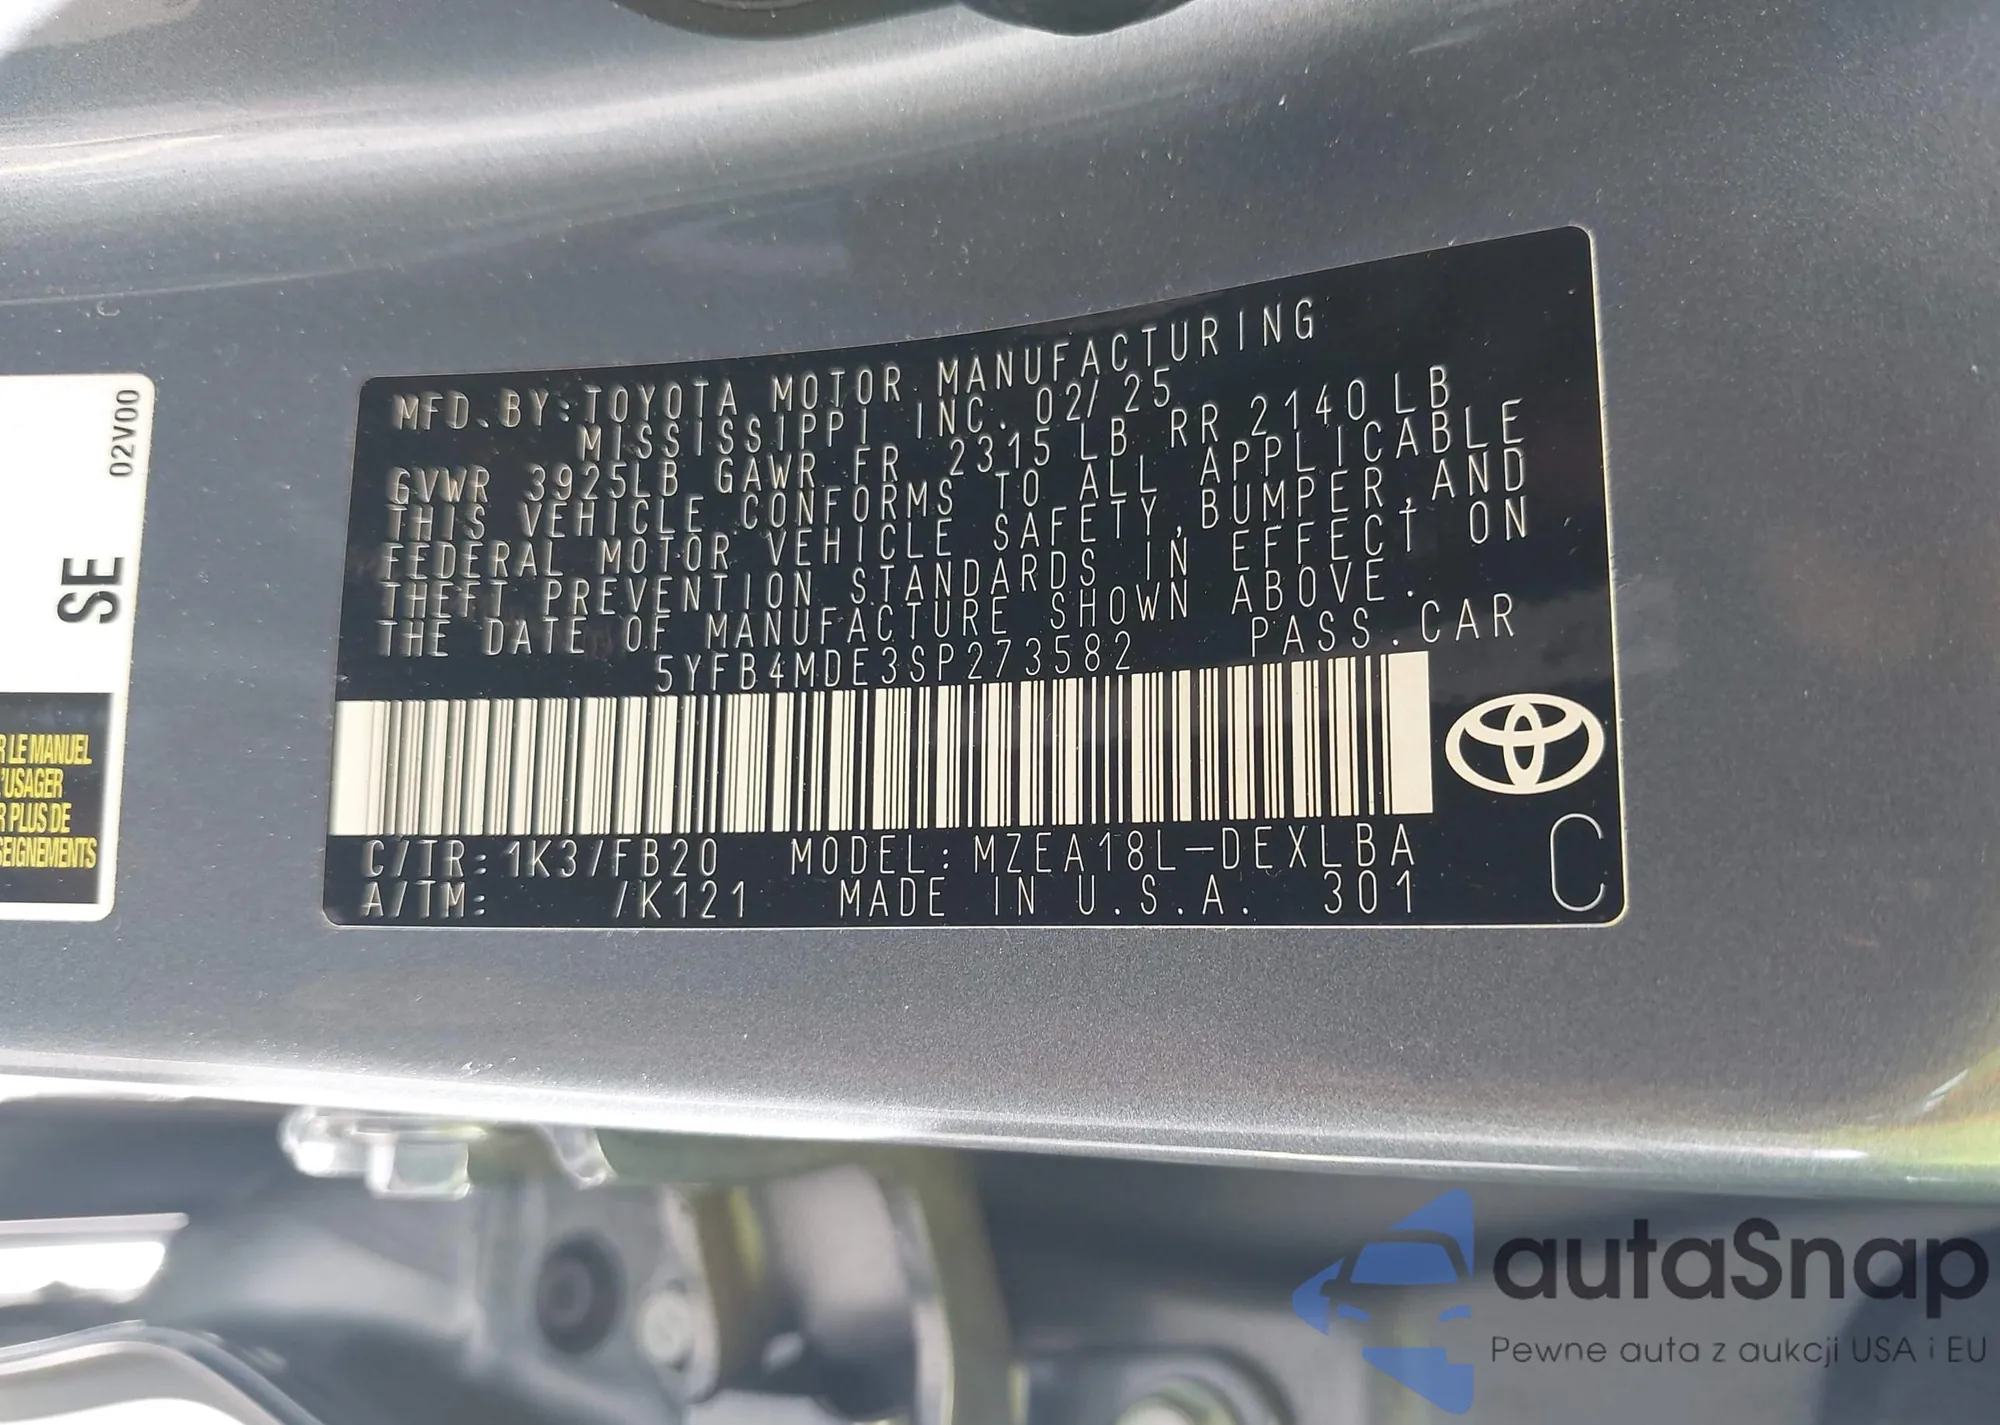 MFD. BY: TOYOTA MOTOR MANUFACTURING
MISSISSIPPI INC. 02/25
GVWR 3925LB GAWR FR 2315 LB RR 2140 LB
THIS VEHICLE CONFORMS TO ALL APPLICABLE
FEDERAL MOTOR VEHICLE SAFETY, BUMPER, AND
THEFT PREVENTION STANDARDS IN EFFECT ON
THE DATE OF MANUFACTURE SHOWN ABOVE.
5YFB4MDE3SP273582 PASS. CAR
C/TR: 1K3/FB20 MODEL: MZEA18L-DEXLBA
A/TM: /K121 MADE IN U.S.A. 301
C
02V00
SE
R LE MANUEL
L'USAGER
R PLUS DE
SEIGNEMENTS
autaSnap
Pewne auta z aukcji USA i EU